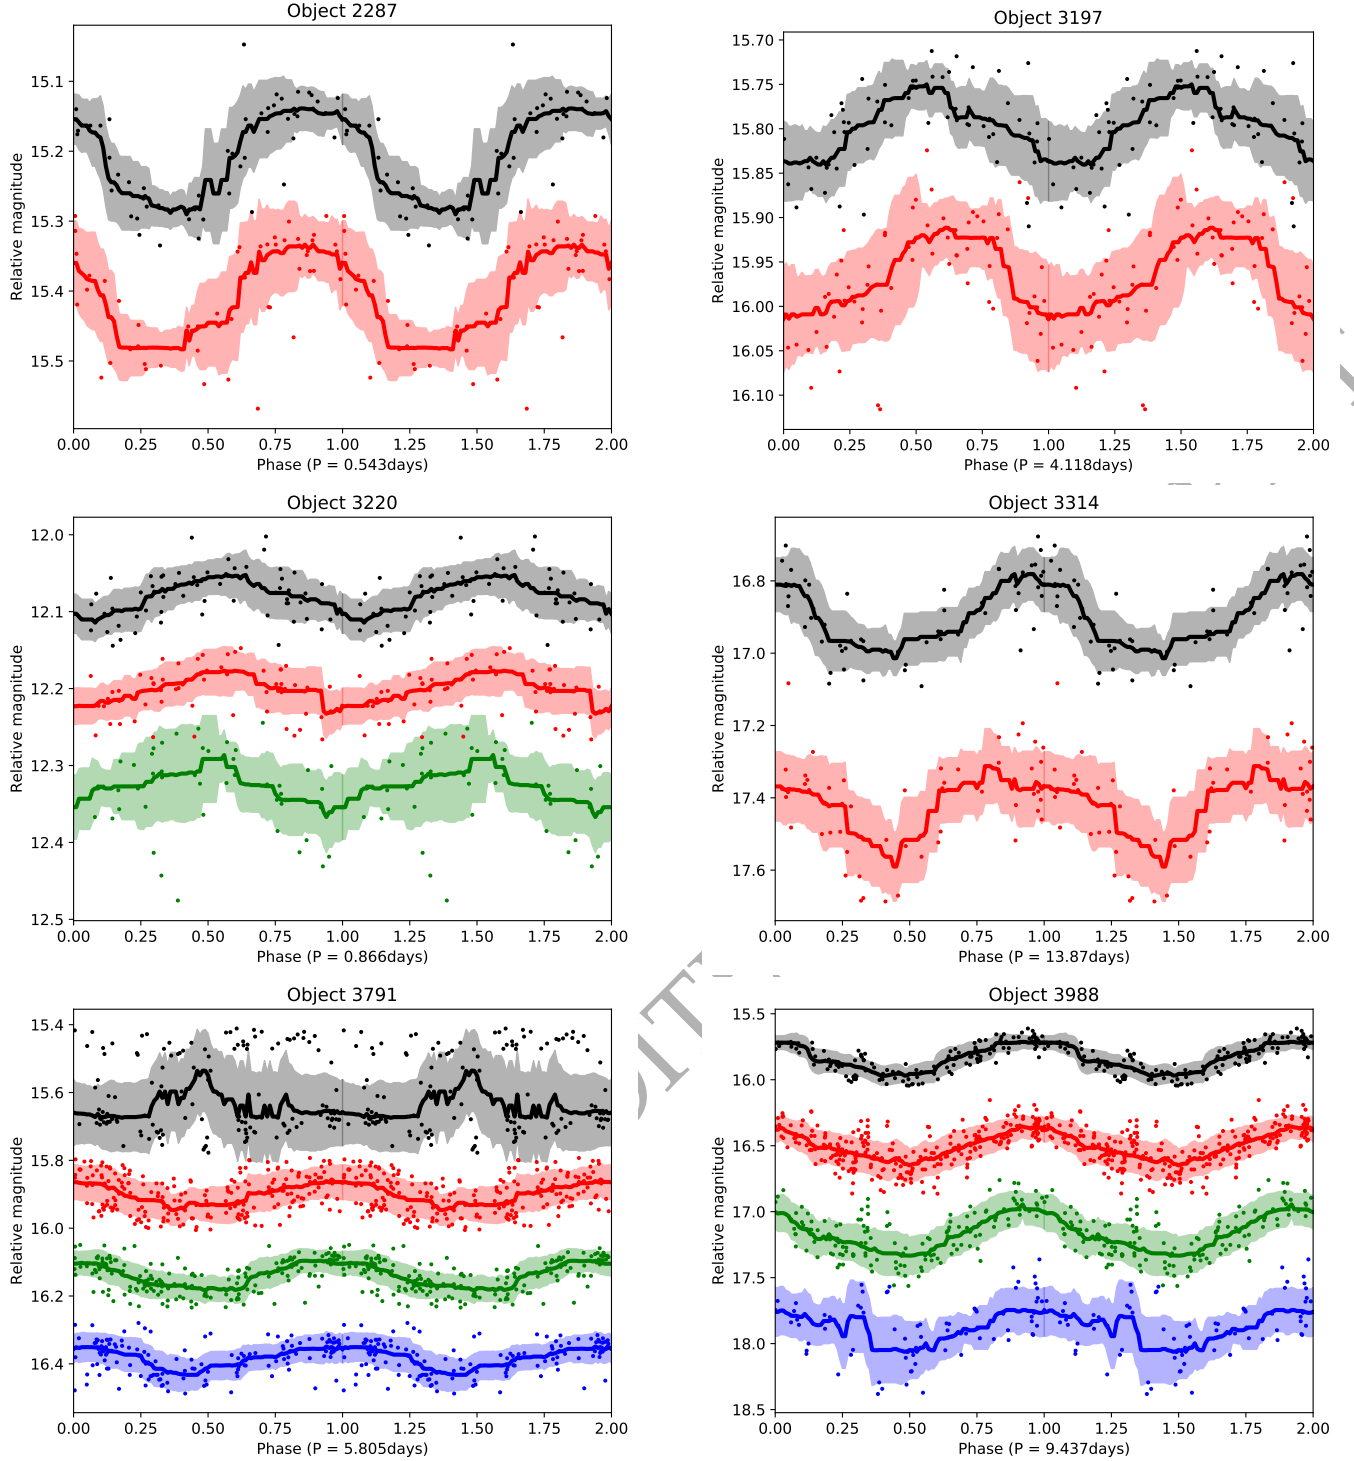 Object 2287
Relative magnitude
15.1
15.2
15.3
15.4
15.5
0.00 0.25 0.50 0.75 1.00 1.25 1.50 1.75 2.00
Phase (P = 0.543days)
Object 3197
Relative magnitude
15.70
15.75
15.80
15.85
15.90
15.95
16.00
16.05
16.10
0.00 0.25 0.50 0.75 1.00 1.25 1.50 1.75 2.00
Phase (P = 4.118days)
Object 3220
Relative magnitude
12.0
12.1
12.2
12.3
12.4
12.5
0.00 0.25 0.50 0.75 1.00 1.25 1.50 1.75 2.00
Phase (P = 0.866days)
Object 3314
Relative magnitude
16.8
17.0
17.2
17.4
17.6
0.00 0.25 0.50 0.75 1.00 1.25 1.50 1.75 2.00
Phase (P = 13.87days)
Object 3791
Relative magnitude
15.4
15.6
15.8
16.0
16.2
16.4
0.00 0.25 0.50 0.75 1.00 1.25 1.50 1.75 2.00
Phase (P = 5.805days)
Object 3988
Relative magnitude
15.5
16.0
16.5
17.0
17.5
18.0
18.5
0.00 0.25 0.50 0.75 1.00 1.25 1.50 1.75 2.00
Phase (P = 9.437days)